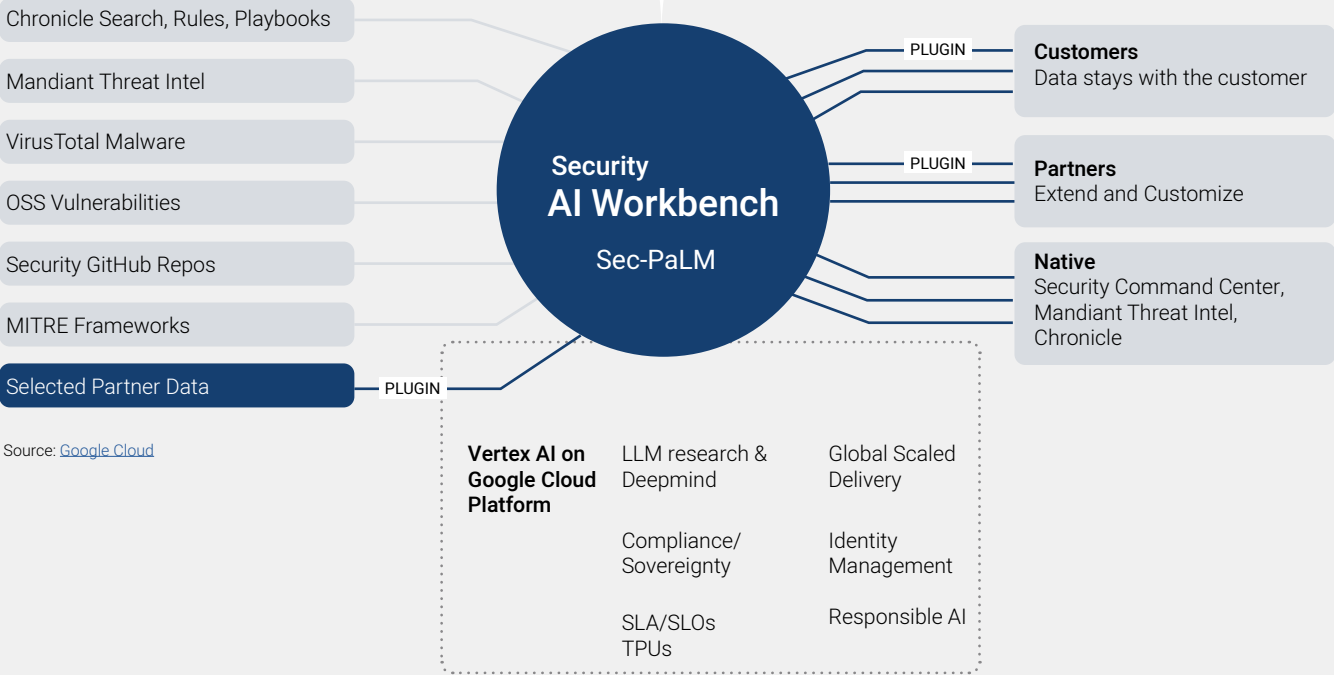 Chronicle Search, Rules, Playbooks
Mandiant Threat Intel
VirusTotal Malware
OSS Vulnerabilities
Security GitHub Repos
MITRE Frameworks
Selected Partner Data
PLUGIN
Source: Google Cloud
Security
AI Workbench
Sec-PaLM
PLUGIN
Customers
Data stays with the customer
PLUGIN
Partners
Extend and Customize
Native
Security Command Center,
Mandiant Threat Intel,
Chronicle
Vertex AI on
Google Cloud
Platform
LLM research &
Deepmind
Compliance/
Sovereignty
SLA/SLOs
TPUs
Global Scaled
Delivery
Identity
Management
Responsible AI